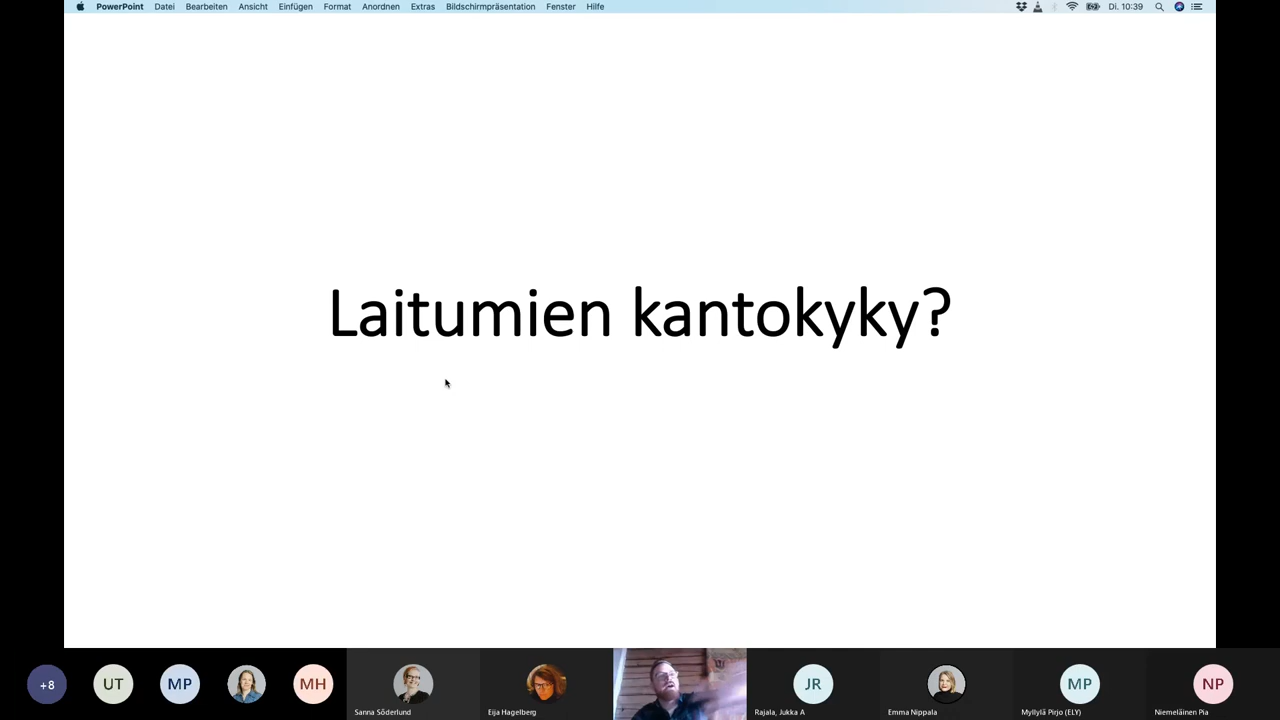 PowerPoint Datei Bearbeiten Ansicht Einfügen Format Anordnen Extras Bildschirmpräsentation Fenster Hilfe Di. 10:39
Laitumien kantokyky?
+8 UT MP MH JR MP NP
Sanna Söderlund Eija Hagelberg Rajala, Jukka A Emma Nippala Myllylä Pirjo (ELY) Niemeläinen Pia